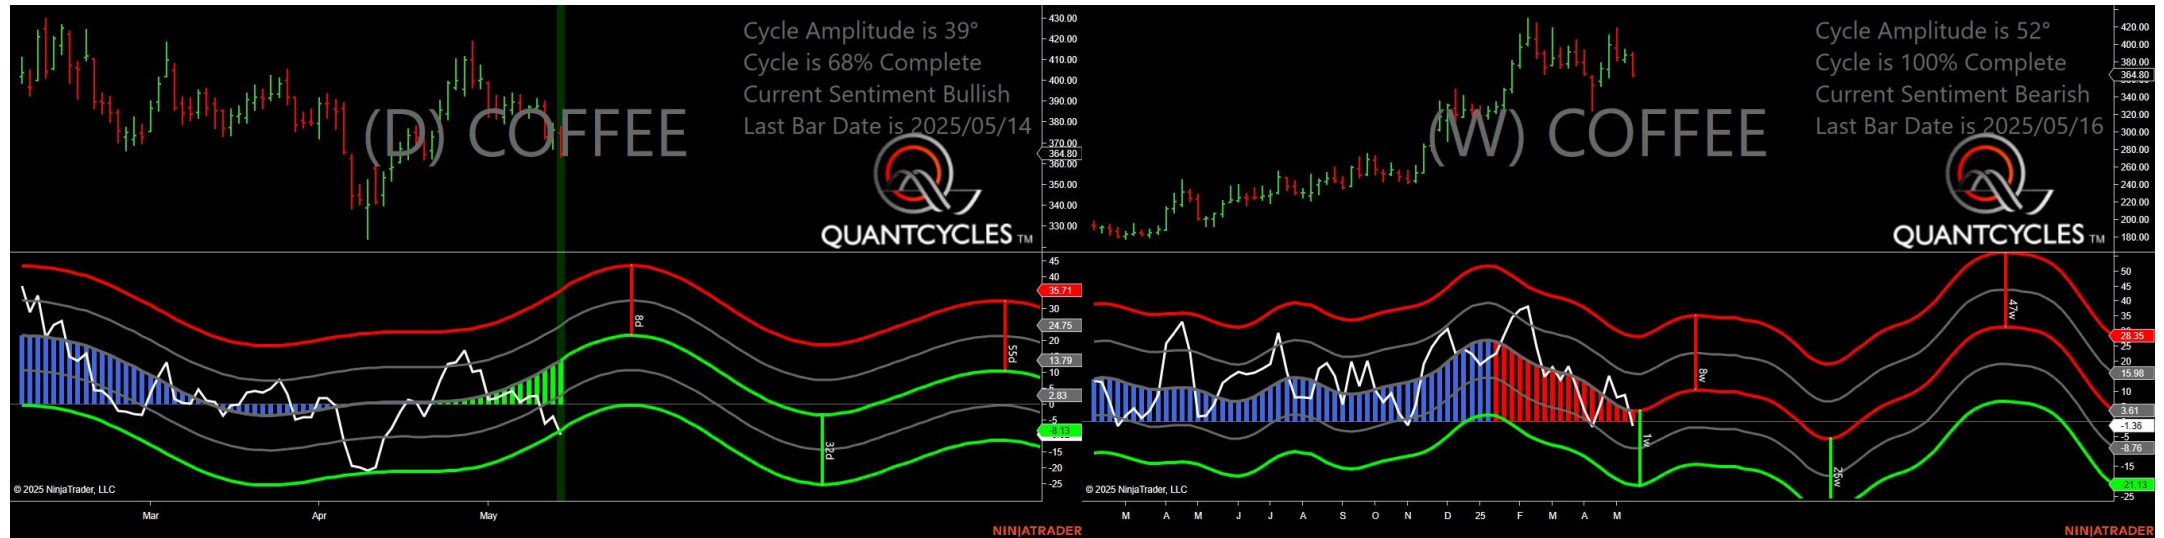 Cycle Amplitude is 39°
Cycle is 68% Complete
Current Sentiment Bullish
Last Bar Date is 2025/05/14
(D) COFFEE
QUANTCYCLES TM
430.00
420.00
410.00
400.00
390.00
380.00
370.00
364.80
360.00
350.00
340.00
330.00
45
40
35.71
30
24.75
20
13.79
10
2.83
0
-5
-8.13
-15
-20
-25
8d
32d
55d
© 2025 NinjaTrader, LLC
Mar Apr May
NINJATRADER
Cycle Amplitude is 52°
Cycle is 100% Complete
Current Sentiment Bearish
Last Bar Date is 2025/05/16
(W) COFFEE
QUANTCYCLES TM
420.00
400.00
380.00
364.80
340.00
320.00
300.00
280.00
260.00
240.00
220.00
200.00
180.00
50
45
40
35
28.35
25
20
15.98
10
3.61
-1.36
-5
-8.76
-15
-21.13
-25
1w
8w
25w
47w
© 2025 NinjaTrader, LLC
M A M J J A S O N D 25 F M A M
NINJATRADER